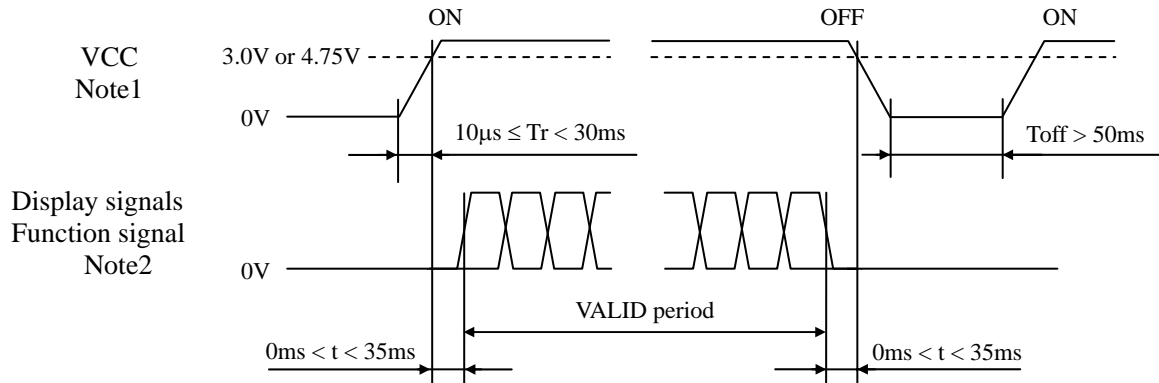 ON
OFF
ON
VCC
Note1
3.0V or 4.75V
0V
10μs ≤ Tr < 30ms
Toff > 50ms
Display signals
Function signal
Note2
0V
VALID period
0ms < t < 35ms
0ms < t < 35ms